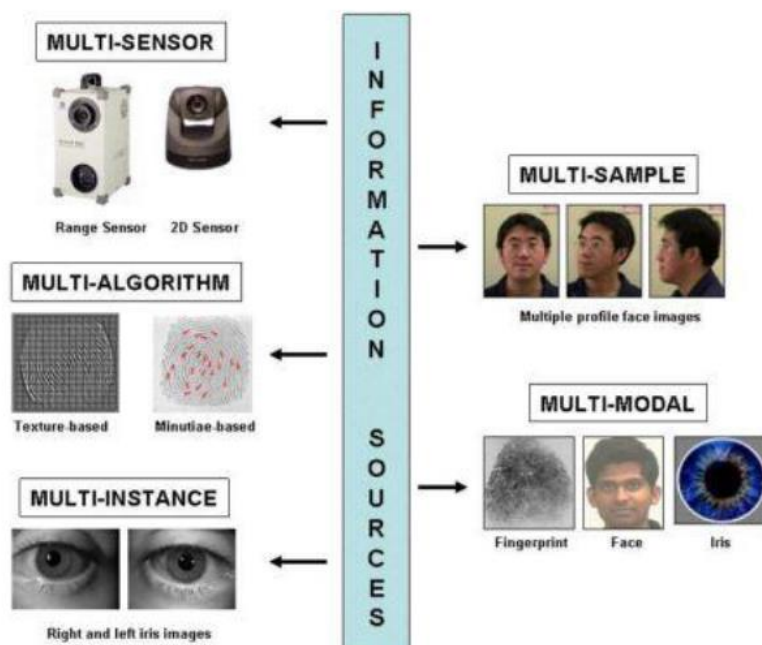 MULTI-SENSOR
Range Sensor
2D Sensor
MULTI-ALGORITHM
Texture-based
Minutiae-based
MULTI-INSTANCE
Right and left iris images
INFORMATION SOURCES
MULTI-SAMPLE
Multiple profile face images
MULTI-MODAL
Fingerprint
Face
Iris